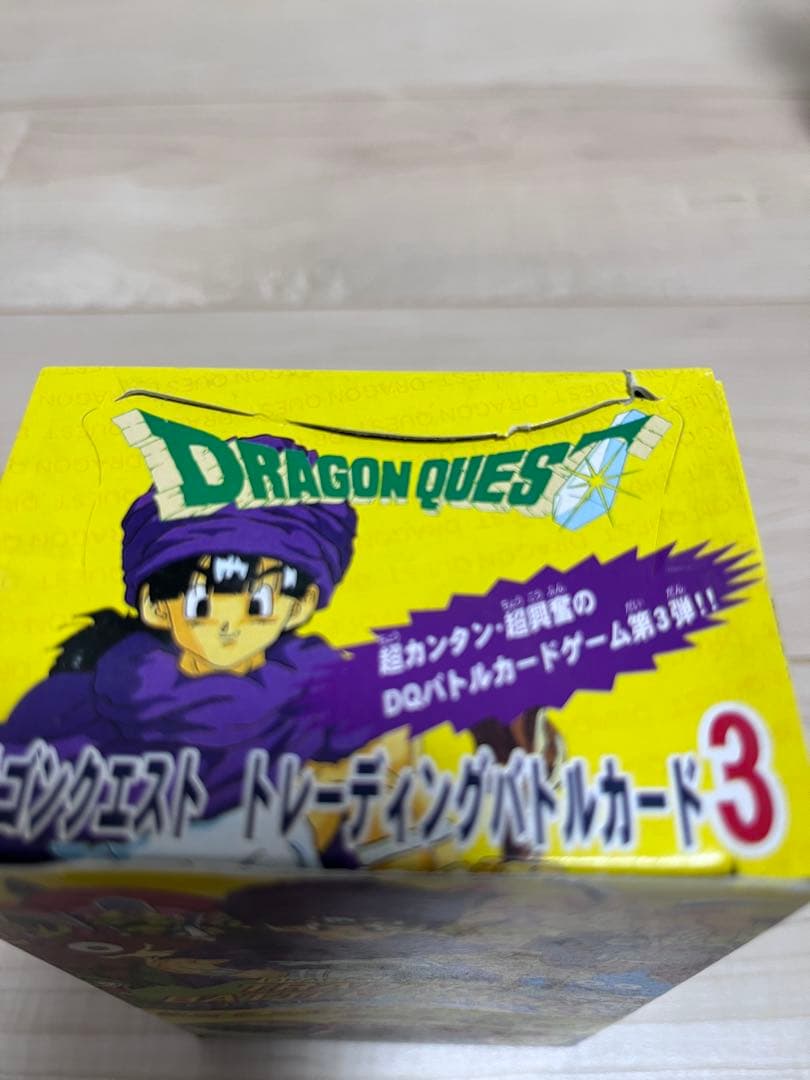 DRAGON QUEST
超カンタン・超興奮の
DQバトルカードゲーム第3弾!!
ゴンクエスト トレーディングバトルカード3